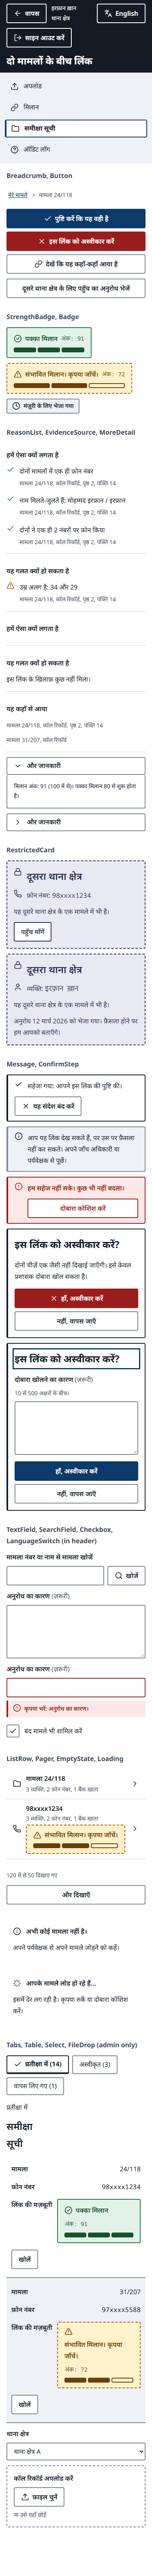 वापस
इरफ़ान ख़ान
थाना क्षेत्र
English
साइन आउट करें
दो मामलों के बीच लिंक
अपलोड
मिलान
समीक्षा सूची
ऑडिट लॉग
Breadcrumb, Button
मेरे मामले > मामला 24/118
पुष्टि करें कि यह सही है
इस लिंक को अस्वीकार करें
देखें कि यह कहाँ-कहाँ आया है
दूसरे थाना क्षेत्र के लिए पहुँच का अनुरोध भेजें
StrengthBadge, Badge
पक्का मिलान अंक: 91
संभावित मिलान। कृपया जाँचें। अंक: 72
मंज़ूरी के लिए भेजा गया
ReasonList, EvidenceSource, MoreDetail
हमें ऐसा क्यों लगता है
दोनों मामलों में एक ही फ़ोन नंबर
मामला 24/118, कॉल रिकॉर्ड, पृष्ठ 2, पंक्ति 14
नाम मिलते-जुलते हैं: मोहम्मद इरफ़ान / इरफ़ान
मामला 24/118, कॉल रिकॉर्ड, पृष्ठ 2, पंक्ति 14
दोनों ने एक ही 2 नंबरों पर फ़ोन किया
मामला 24/118, कॉल रिकॉर्ड, पृष्ठ 2, पंक्ति 14
यह गलत क्यों हो सकता है
उम्र अलग है: 34 और 29
मामला 24/118, कॉल रिकॉर्ड, पृष्ठ 2, पंक्ति 14
हमें ऐसा क्यों लगता है
यह गलत क्यों हो सकता है
इस लिंक के खिलाफ़ कुछ नहीं मिला।
यह कहाँ से आया
मामला 24/118, कॉल रिकॉर्ड, पृष्ठ 2, पंक्ति 14
मामला 31/207, कॉल रिकॉर्ड
और जानकारी
मिलान अंक: 91 (100 में से)। पक्का मिलान 80 से शुरू होता
है।
और जानकारी
RestrictedCard
दूसरा थाना क्षेत्र
फ़ोन नंबर: 98xxxx1234
यह दूसरे थाना क्षेत्र के एक मामले में भी है।
पहुँच माँगें
दूसरा थाना क्षेत्र
व्यक्ति: इरफ़ान ख़ान
यह दूसरे थाना क्षेत्र के एक मामले में भी है।
अनुरोध 12 मार्च 2026 को भेजा गया। फ़ैसला होने पर
हम आपको बताएँगे।
Message, ConfirmStep
सहेजा गया: आपने इस लिंक की पुष्टि की।
यह संदेश बंद करें
आप यह लिंक देख सकते हैं, पर उस पर फ़ैसला
नहीं कर सकते। अपने जाँच अधिकारी या
पर्यवेक्षक से पूछें।
हम सहेज नहीं सके। कुछ भी नहीं बदला।
दोबारा कोशिश करें
इस लिंक को अस्वीकार करें?
दोनों चीज़ें एक जैसी नहीं दिखाई जाएँगी। इसे केवल
प्रशासक दोबारा खोल सकता है।
हाँ, अस्वीकार करें
नहीं, वापस जाएँ
इस लिंक को अस्वीकार करें?
दोबारा खोलने का कारण (ज़रूरी)
10 से 500 अक्षरों के बीच।
हाँ, अस्वीकार करें
नहीं, वापस जाएँ
TextField, SearchField, Checkbox,
LanguageSwitch (in header)
मामला नंबर या नाम से मामला खोजें
खोजें
अनुरोध का कारण (ज़रूरी)
अनुरोध का कारण (ज़रूरी)
कृपया भरें: अनुरोध का कारण।
बंद मामले भी शामिल करें
ListRow, Pager, EmptyState, Loading
मामला 24/118
3 व्यक्ति, 2 फ़ोन नंबर, 1 बैंक खाता
98xxxx1234
3 व्यक्ति, 2 फ़ोन नंबर, 1 बैंक खाता
संभावित मिलान। कृपया जाँचें।
120 में से 50 दिखाए गए
और दिखाएँ
अभी कोई मामला नहीं है।
अपने पर्यवेक्षक से अपने मामले जोड़ने को कहें।
आपके मामले लोड हो रहे हैं…
इसमें देर लग रही है। कृपया रुकें या दोबारा कोशिश
करें।
Tabs, Table, Select, FileDrop (admin only)
प्रतीक्षा में (14)
अस्वीकृत (3)
वापस लिए गए (1)
प्रतीक्षा में
समीक्षा
सूची
मामला 24/118
फ़ोन नंबर 98xxxx1234
लिंक की मज़बूती
पक्का मिलान
अंक: 91
खोलें
मामला 31/207
फ़ोन नंबर 97xxxx5588
लिंक की मज़बूती
संभावित मिलान। कृपया
जाँचें।
अंक: 72
खोलें
थाना क्षेत्र
थाना क्षेत्र A
कॉल रिकॉर्ड अपलोड करें
फ़ाइल चुनें
या उसे यहाँ छोड़ें